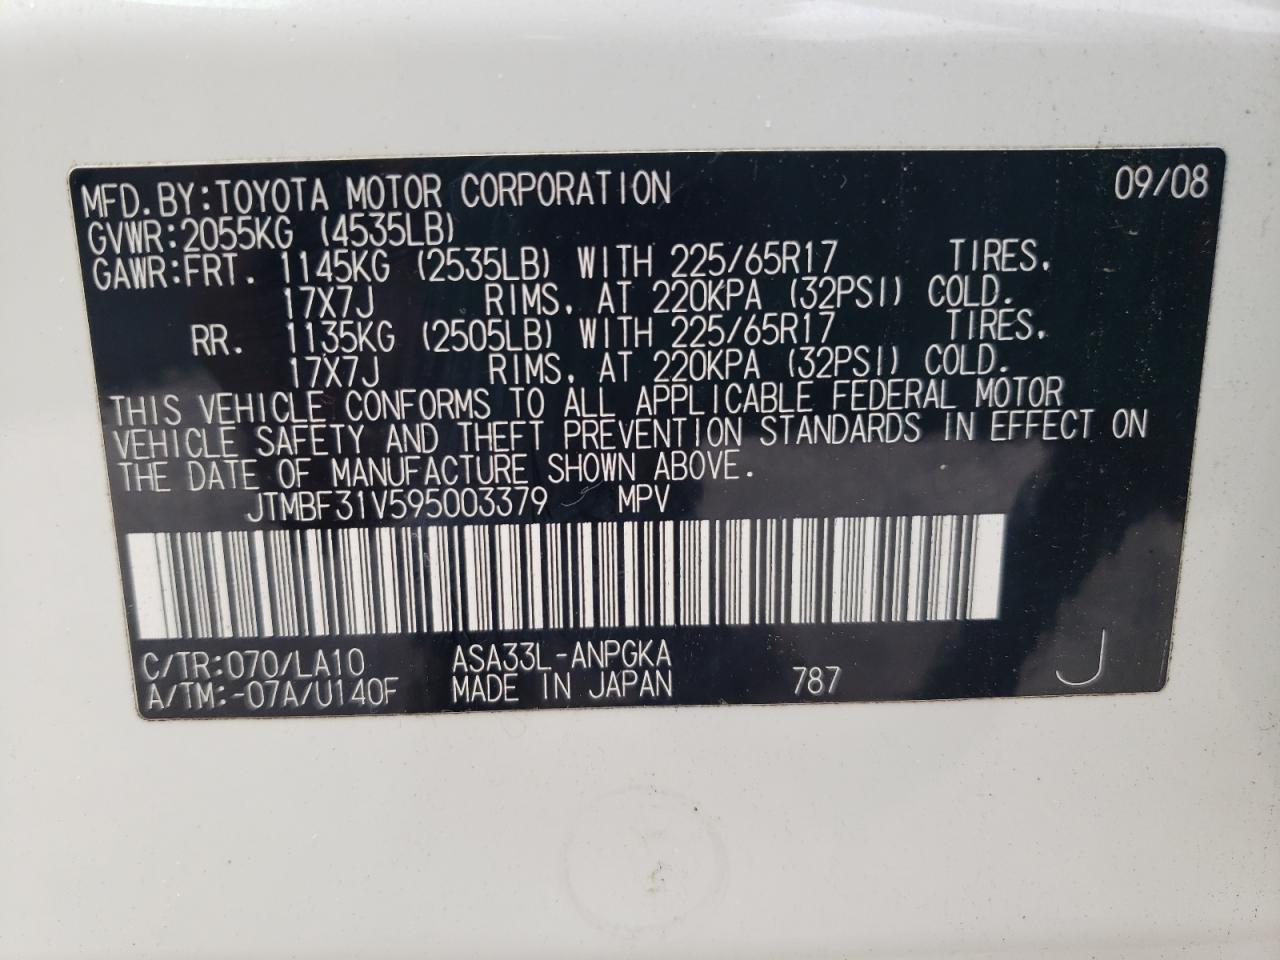 MFD. BY: TOYOTA MOTOR CORPORATION 09/08
GVWR: 2055KG (4535LB)
GAWR: FRT. 1145KG (2535LB) WITH 225/65R17 TIRES,
17X7J RIMS, AT 220KPA (32PSI) COLD.
RR. 1135KG (2505LB) WITH 225/65R17 TIRES,
17X7J RIMS, AT 220KPA (32PSI) COLD.
THIS VEHICLE CONFORMS TO ALL APPLICABLE FEDERAL MOTOR
VEHICLE SAFETY AND THEFT PREVENTION STANDARDS IN EFFECT ON
THE DATE OF MANUFACTURE SHOWN ABOVE.
JTMBF31V595003379 MPV
C/TR: 070/LA10 ASA33L-ANPGKA
A/TM: -07A/U140F MADE IN JAPAN 787 J